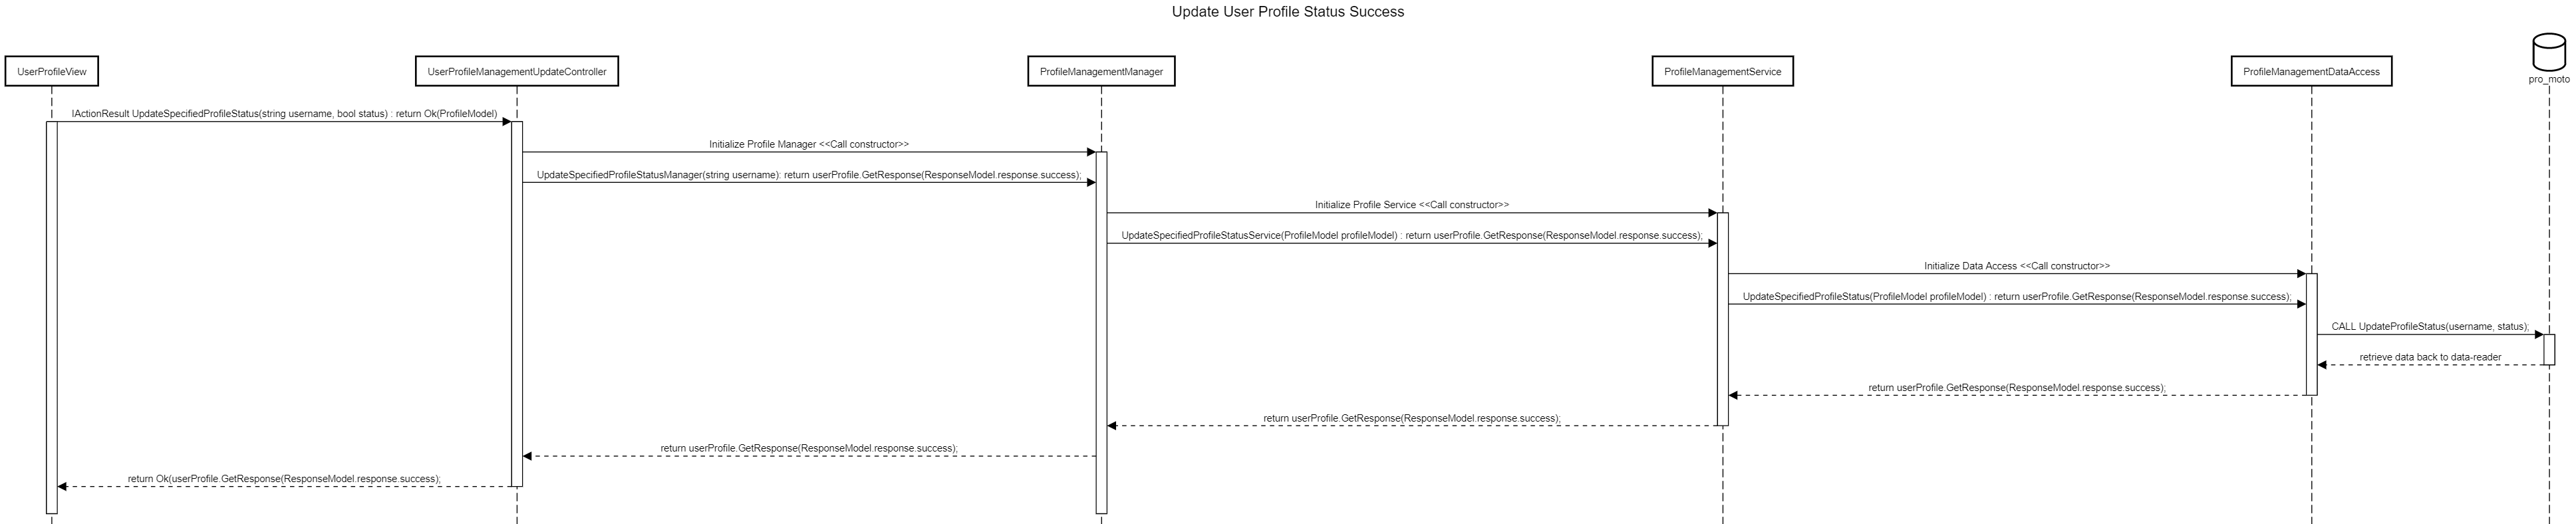 Update User Profile Status Success
UserProfileView
UserProfileManagementUpdateController
ProfileManagementManager
ProfileManagementService
ProfileManagementDataAccess
pro_moto
IActionResult UpdateSpecifiedProfileStatus(string username, bool status) : return Ok(ProfileModel)
Initialize Profile Manager <<Call constructor>>
UpdateSpecifiedProfileStatusManager(string username): return userProfile.GetResponse(ResponseModel.response.success);
Initialize Profile Service <<Call constructor>>
UpdateSpecifiedProfileStatusService(ProfileModel profileModel) : return userProfile.GetResponse(ResponseModel.response.success);
Initialize Data Access <<Call constructor>>
UpdateSpecifiedProfileStatus(ProfileModel profileModel) : return userProfile.GetResponse(ResponseModel.response.success);
CALL UpdateProfileStatus(username, status);
retrieve data back to data-reader
return userProfile.GetResponse(ResponseModel.response.success);
return userProfile.GetResponse(ResponseModel.response.success);
return userProfile.GetResponse(ResponseModel.response.success);
return Ok(userProfile.GetResponse(ResponseModel.response.success);